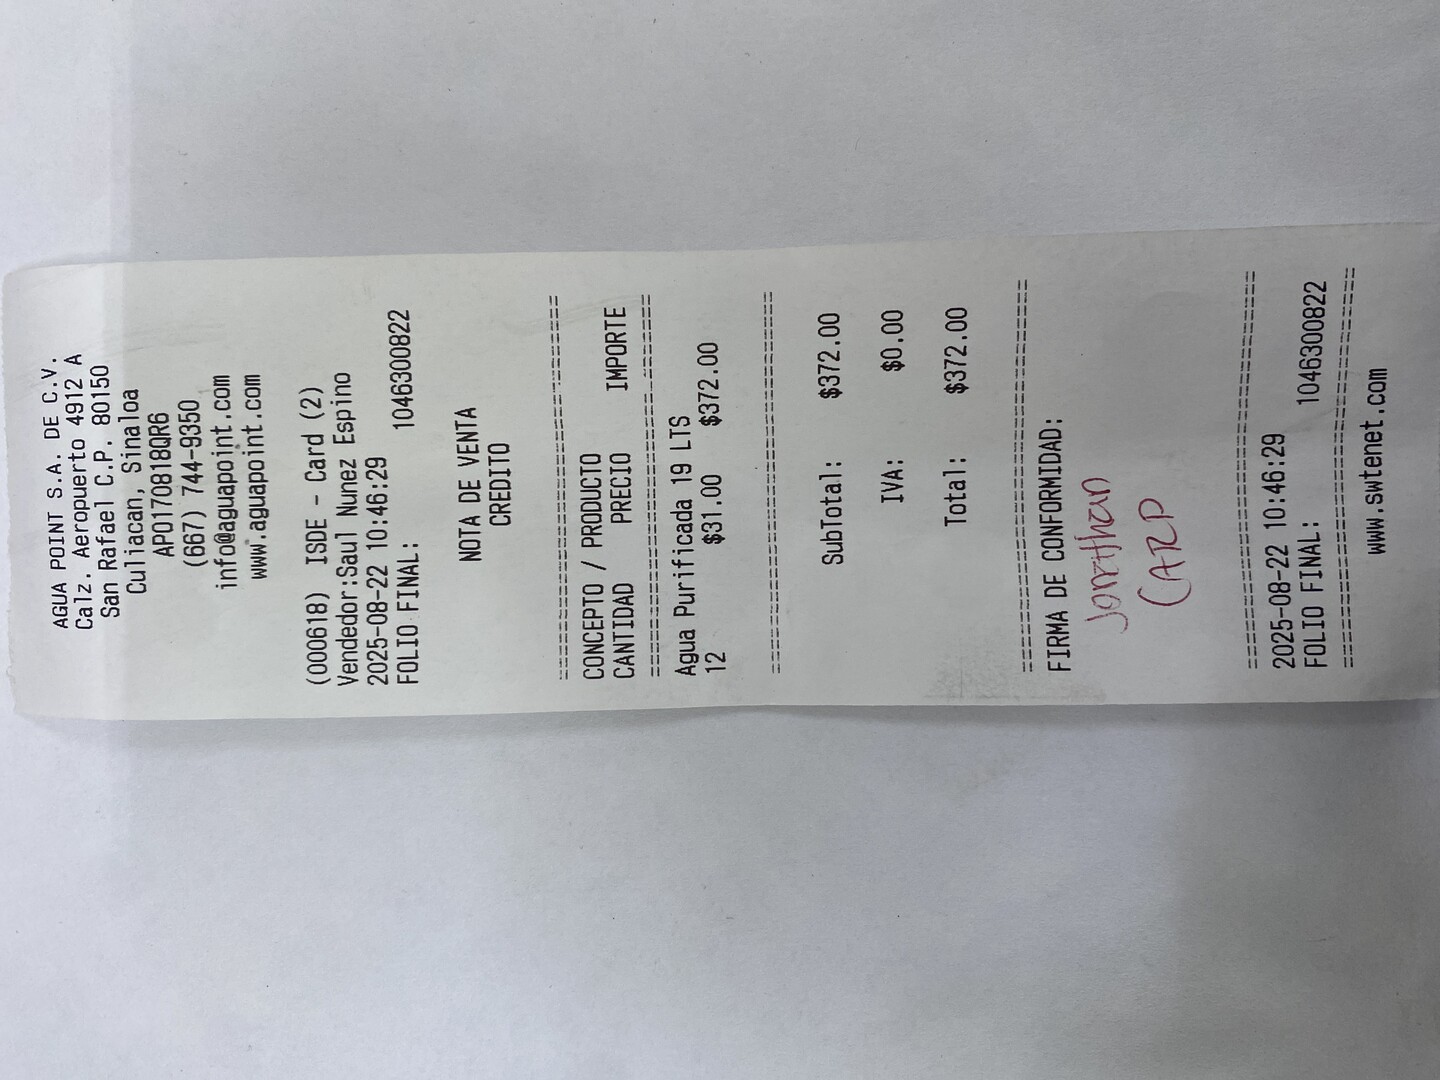 AGUA POINT S.A. DE C.V.
Calz. Aeropuerto 4912 A
San Rafael C.P. 80150
Culiacan, Sinaloa
APO170818QR6
(667) 744-9350
info@aguapoint.com
www.aguapoint.com
(000618) ISDE - Card (2)
Vendedor:Saul Nunez Espino
2025-08-22 10:46:29
FOLIO FINAL: 1046300822
NOTA DE VENTA
CREDITO
================================
CONCEPTO / PRODUCTO
CANTIDAD PRECIO IMPORTE
================================
Agua Purificada 19 LTS
12 $31.00 $372.00
================================
SubTotal: $372.00
IVA: $0.00
Total: $372.00
================================
FIRMA DE CONFORMIDAD:
Jonathan
CARP
================================
2025-08-22 10:46:29
FOLIO FINAL: 1046300822
================================
www.swtenet.com